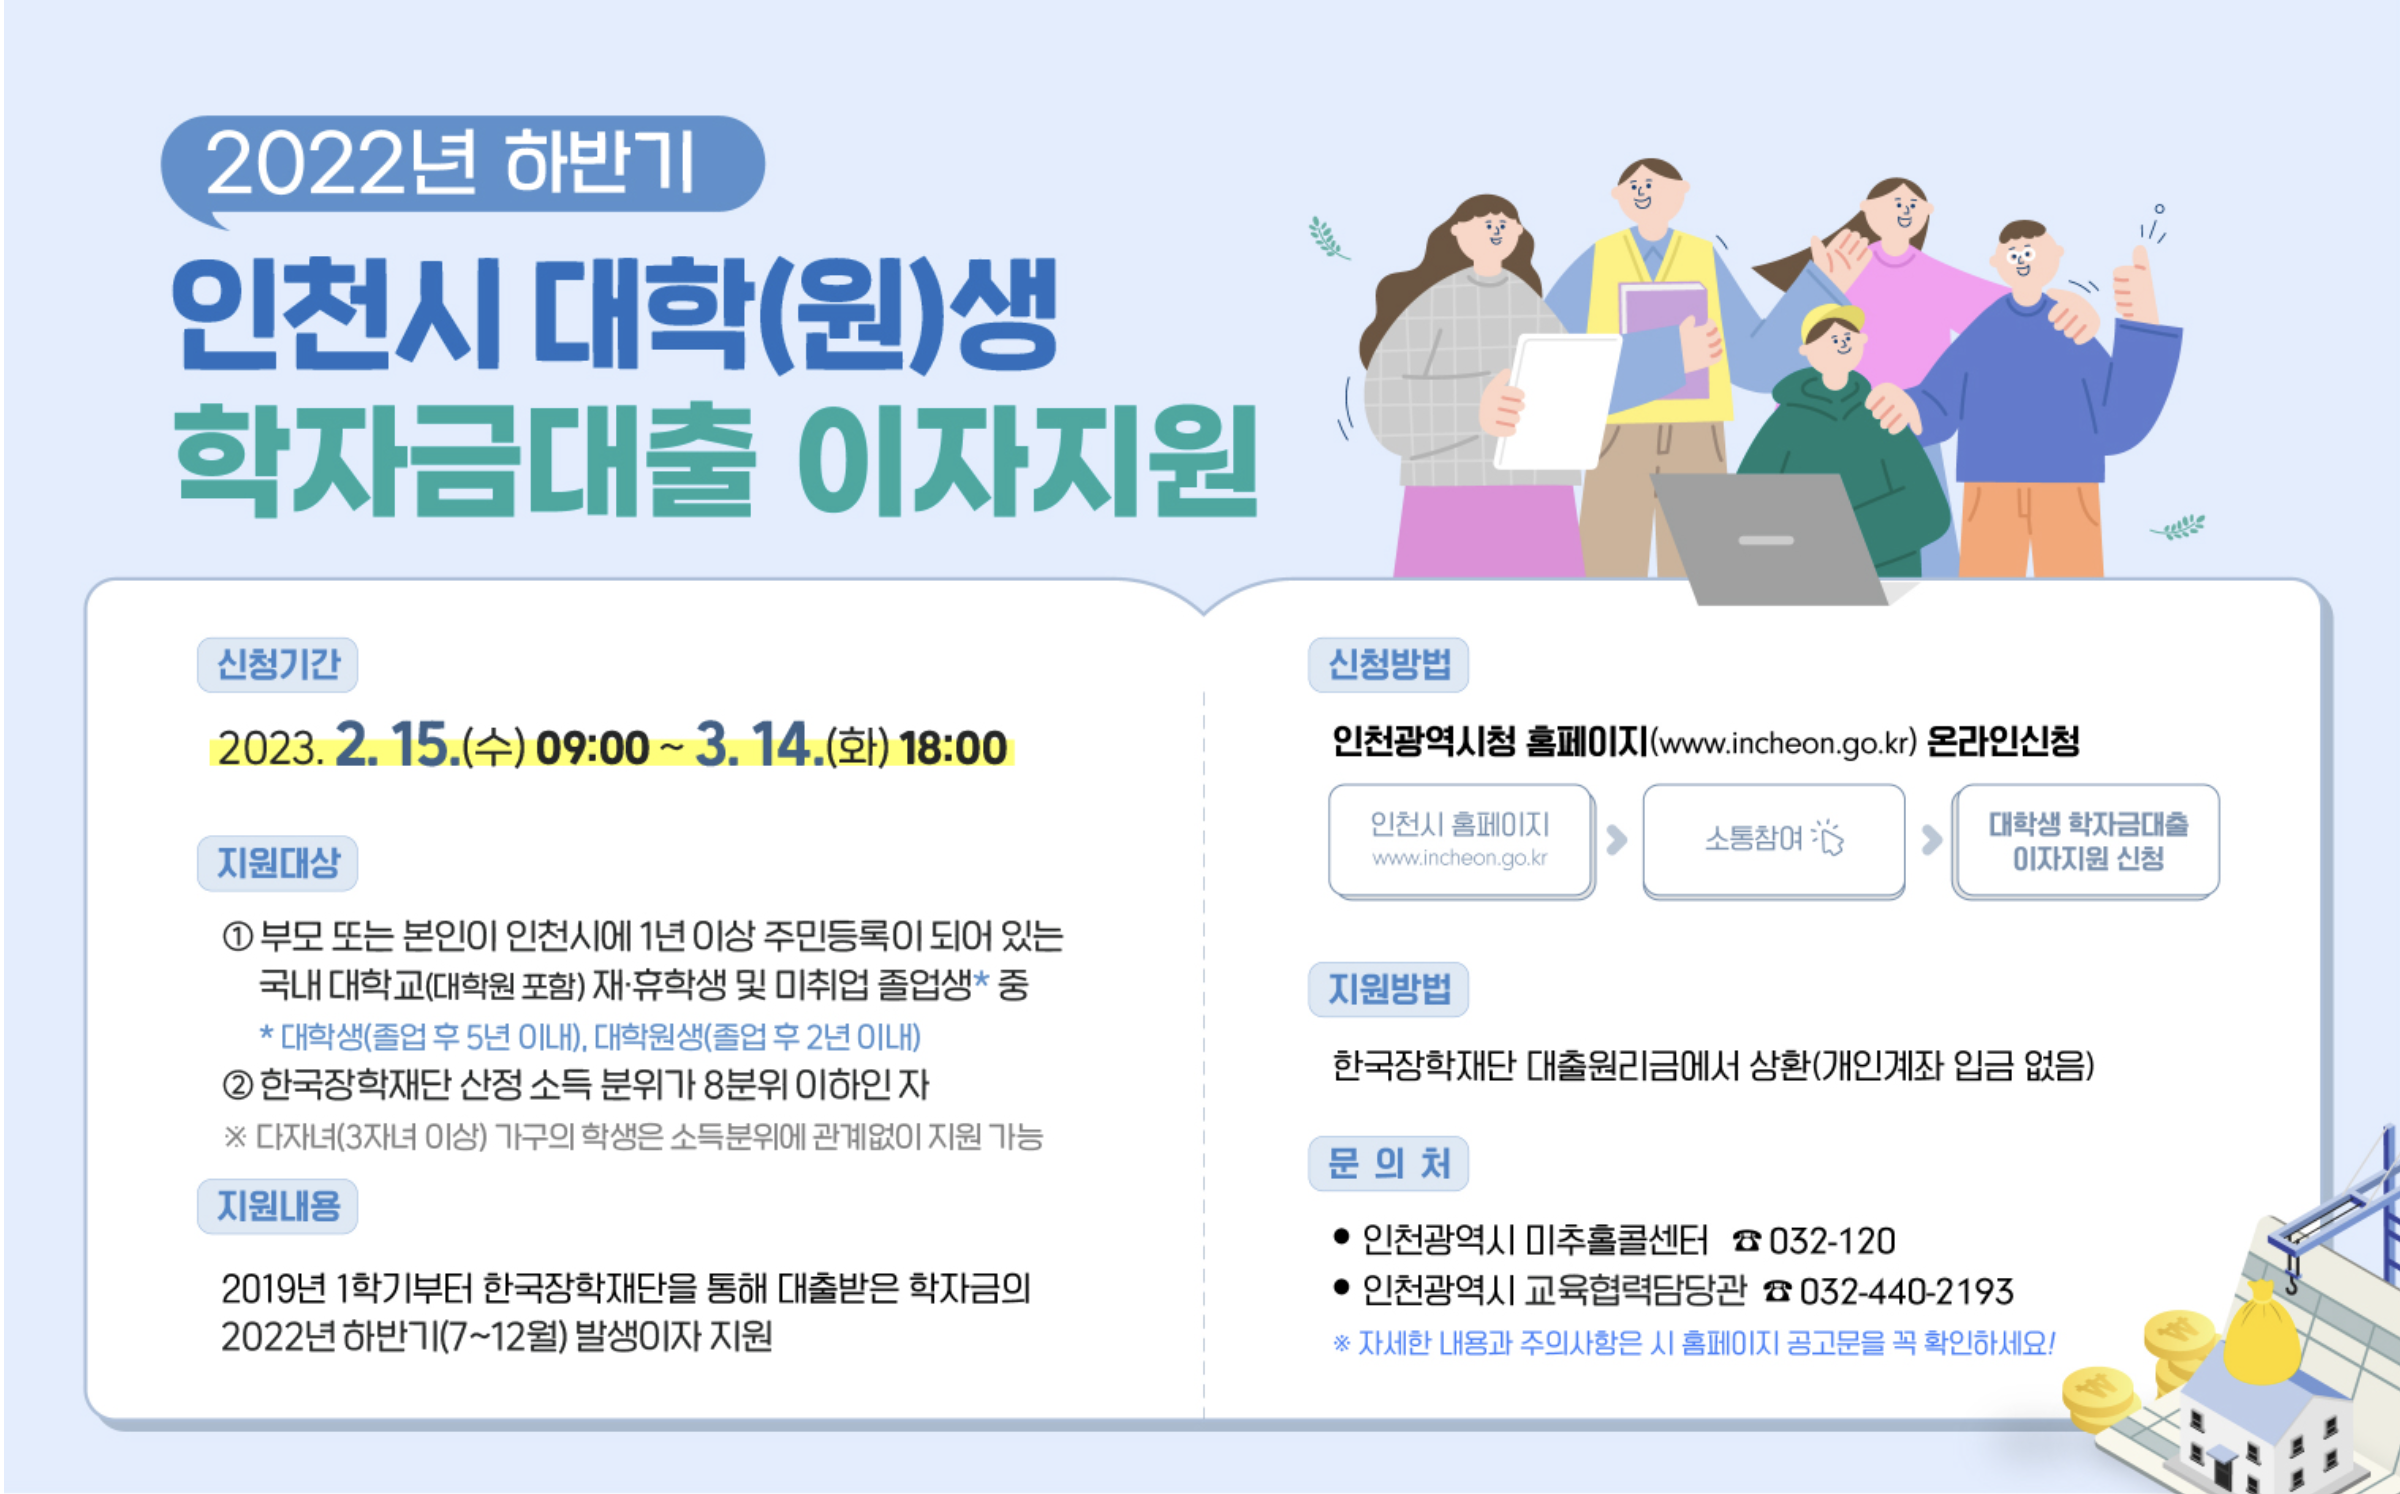 2022년 하반기
인천시 대학(원)생
학자금대출 이자지원
신청기간
2023. 2. 15.(수) 09:00 ~ 3. 14.(화) 18:00
지원대상
① 부모 또는 본인이 인천시에 1년 이상 주민등록이 되어 있는
국내 대학교(대학원 포함) 재·휴학생 및 미취업 졸업생* 중
* 대학생(졸업 후 5년 이내), 대학원생(졸업 후 2년 이내)
② 한국장학재단 산정 소득 분위가 8분위 이하인 자
※ 다자녀(3자녀 이상) 가구의 학생은 소득분위에 관계없이 지원 가능
지원내용
2019년 1학기부터 한국장학재단을 통해 대출받은 학자금의
2022년 하반기(7~12월) 발생이자 지원
신청방법
인천광역시청 홈페이지(www.incheon.go.kr) 온라인신청
인천시 홈페이지
www.incheon.go.kr
소통참여
대학생 학자금대출
이자지원 신청
지원방법
한국장학재단 대출원리금에서 상환(개인계좌 입금 없음)
문 의 처
● 인천광역시 미추홀콜센터 ☎ 032-120
● 인천광역시 교육협력담당관 ☎ 032-440-2193
※ 자세한 내용과 주의사항은 시 홈페이지 공고문을 꼭 확인하세요!